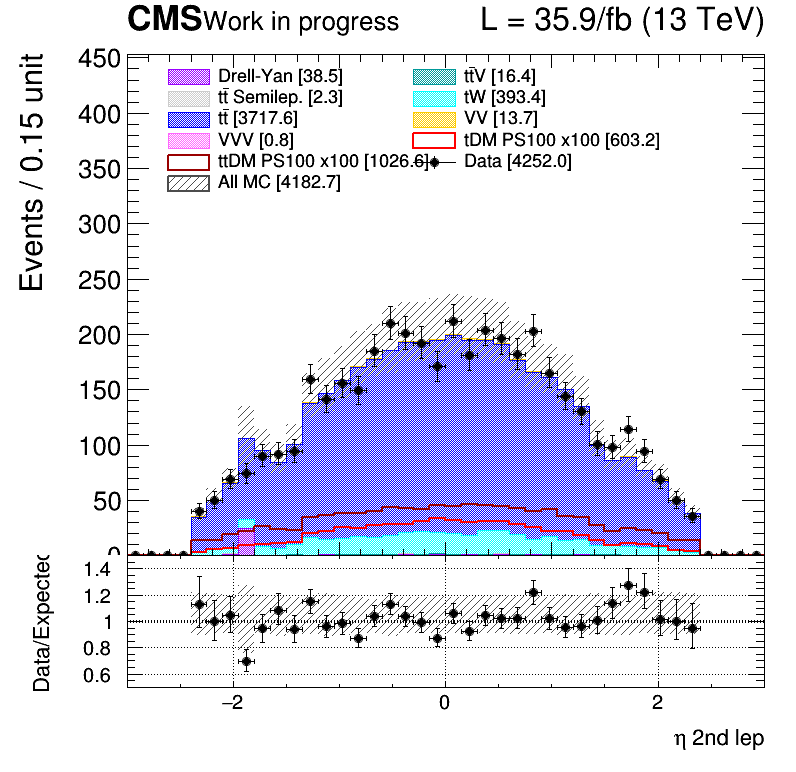 CMS Work in progress L = 35.9/fb (13 TeV)
Events / 0.15 unit
450
400
350
300
250
200
150
100
50
0
Drell-Yan [38.5] tt̄V [16.4]
tt̄ Semilep. [2.3] tW [393.4]
tt̄ [3717.6] VV [13.7]
VVV [0.8] tDM PS100 x100 [603.2]
ttDM PS100 x100 [1026.6] Data [4252.0]
All MC [4182.7]
Data/Expected
1.4
1.2
1
0.8
0.6
−2 0 2
η 2nd lep